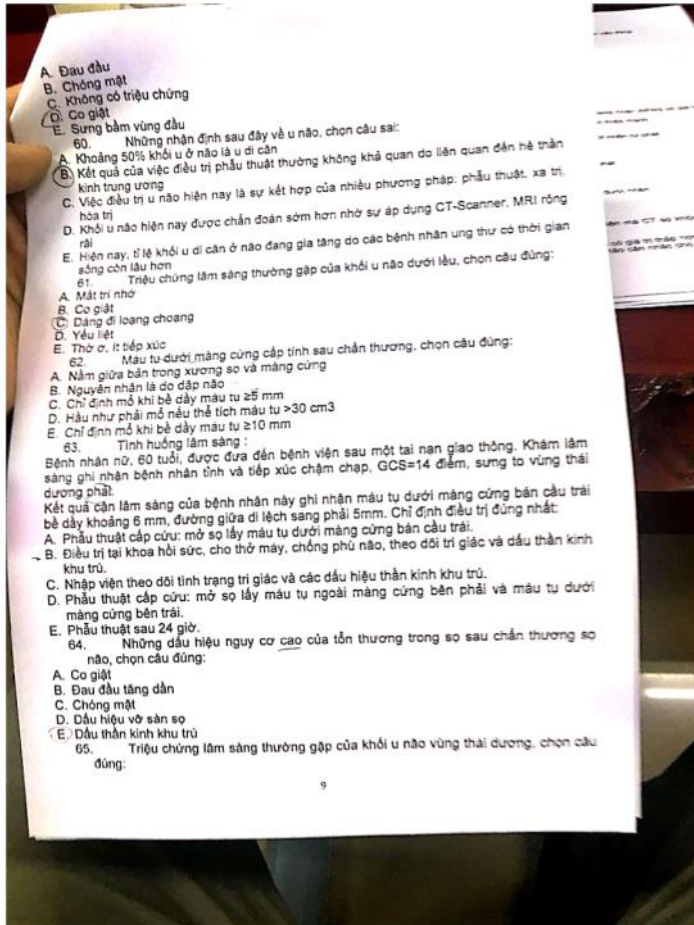 A. Đau đầu
B. Chóng mặt
C. Không có triệu chứng
D. Co giật
E. Sưng bầm vùng đầu
60. Những nhận định sau đây về u não, chọn câu sai:
A. Khoảng 50% khối u ở não là u di căn
B. Kết quả của việc điều trị phẫu thuật thường không khả quan do liên quan đến hệ thần
kinh trung ương
C. Việc điều trị u não hiện nay là sự kết hợp của nhiều phương pháp: phẫu thuật, xạ trị,
hóa trị
D. Khối u não hiện nay được chẩn đoán sớm hơn nhờ sự áp dụng CT-Scanner, MRI rộng
rãi
E. Hiện nay, tỉ lệ khối u di căn ở não đang gia tăng do các bệnh nhân ung thư có thời gian
sống còn lâu hơn
61. Triệu chứng lâm sàng thường gặp của khối u não dưới lều, chọn câu đúng:
A. Mất trí nhớ
B. Co giật
C. Dáng đi loạng choạng
D. Yếu liệt
E. Thờ ơ, ít tiếp xúc
62. Máu tụ dưới màng cứng cấp tính sau chấn thương, chọn câu đúng:
A. Nằm giữa bản trong xương sọ và màng cứng
B. Nguyên nhân là do dập não
C. Chỉ định mổ khi bề dầy máu tụ ≥5 mm
D. Hầu như phải mổ nếu thể tích máu tụ >30 cm3
E. Chỉ định mổ khi bề dầy máu tụ ≥10 mm
63. Tình huống lâm sàng :
Bệnh nhân nữ, 60 tuổi, được đưa đến bệnh viện sau một tai nạn giao thông. Khám lâm
sàng ghi nhận bệnh nhân tỉnh và tiếp xúc chậm chạp, GCS=14 điểm, sưng to vùng thái
dương phải.
Kết quả cận lâm sàng của bệnh nhân này ghi nhận máu tụ dưới màng cứng bán cầu trái
bề dầy khoảng 6 mm, đường giữa di lệch sang phải 5mm. Chỉ định điều trị đúng nhất:
A. Phẫu thuật cấp cứu: mở sọ lấy máu tụ dưới màng cứng bán cầu trái.
B. Điều trị tại khoa hồi sức, cho thở máy, chống phù não, theo dõi tri giác và dấu thần kinh
khu trú.
C. Nhập viện theo dõi tình trạng tri giác và các dấu hiệu thần kinh khu trú.
D. Phẫu thuật cấp cứu: mở sọ lấy máu tụ ngoài màng cứng bên phải và máu tụ dưới
màng cứng bên trái.
E. Phẫu thuật sau 24 giờ.
64. Những dấu hiệu nguy cơ cao của tổn thương trong sọ sau chấn thương sọ
não, chọn câu đúng:
A. Co giật
B. Đau đầu tăng dần
C. Chóng mặt
D. Dấu hiệu vỡ sàn sọ
E. Dấu thần kinh khu trú
65. Triệu chứng lâm sàng thường gặp của khối u não vùng thái dương, chọn câu
đúng:
9